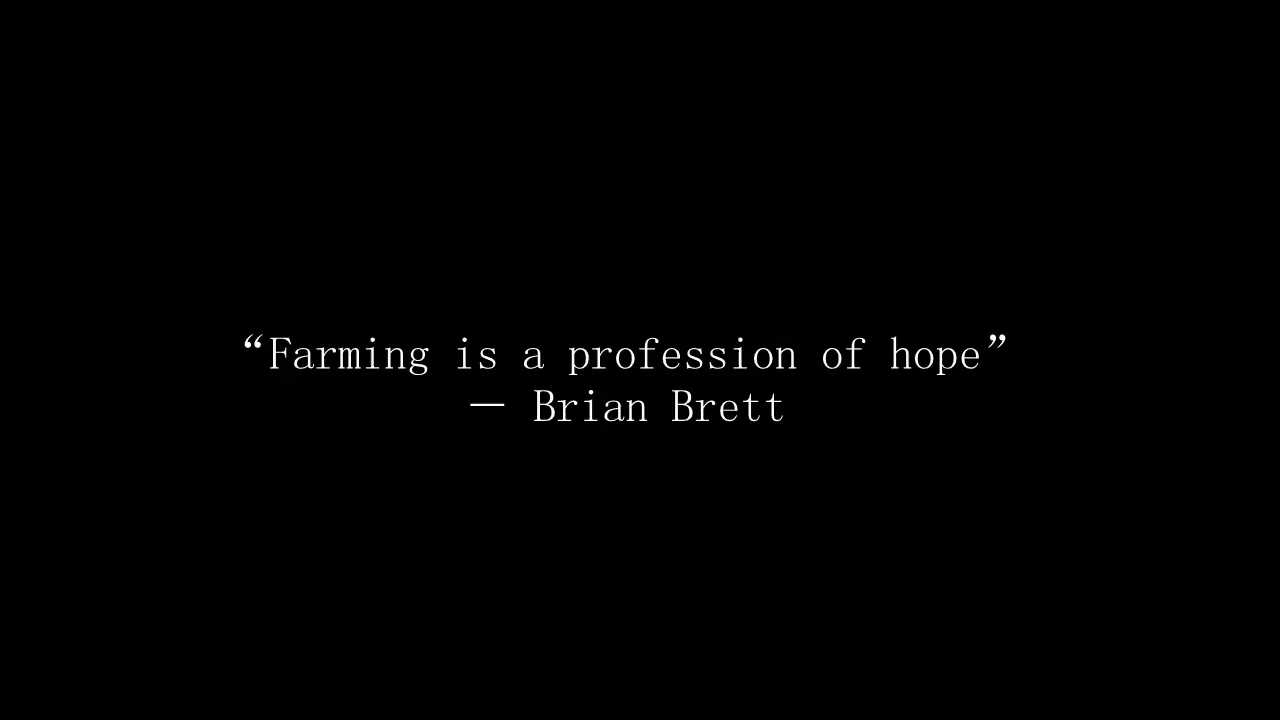 “Farming is a profession of hope”
— Brian Brett